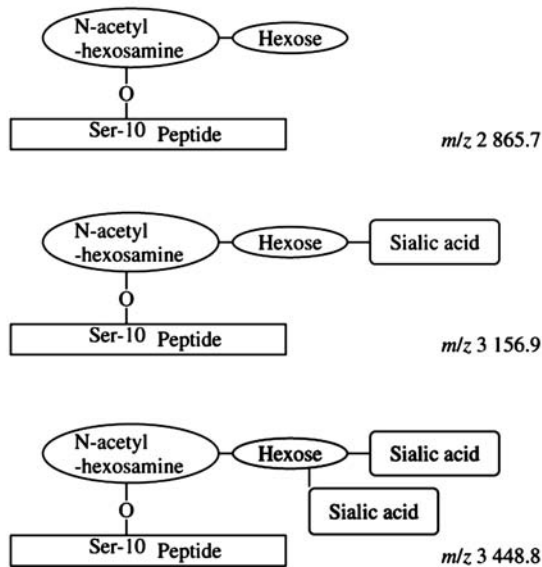 N-acetyl
-hexosamine
Hexose
O
Ser-10 Peptide
m/z 2 865.7
N-acetyl
-hexosamine
Hexose
Sialic acid
O
Ser-10 Peptide
m/z 3 156.9
N-acetyl
-hexosamine
Hexose
Sialic acid
Sialic acid
O
Ser-10 Peptide
m/z 3 448.8